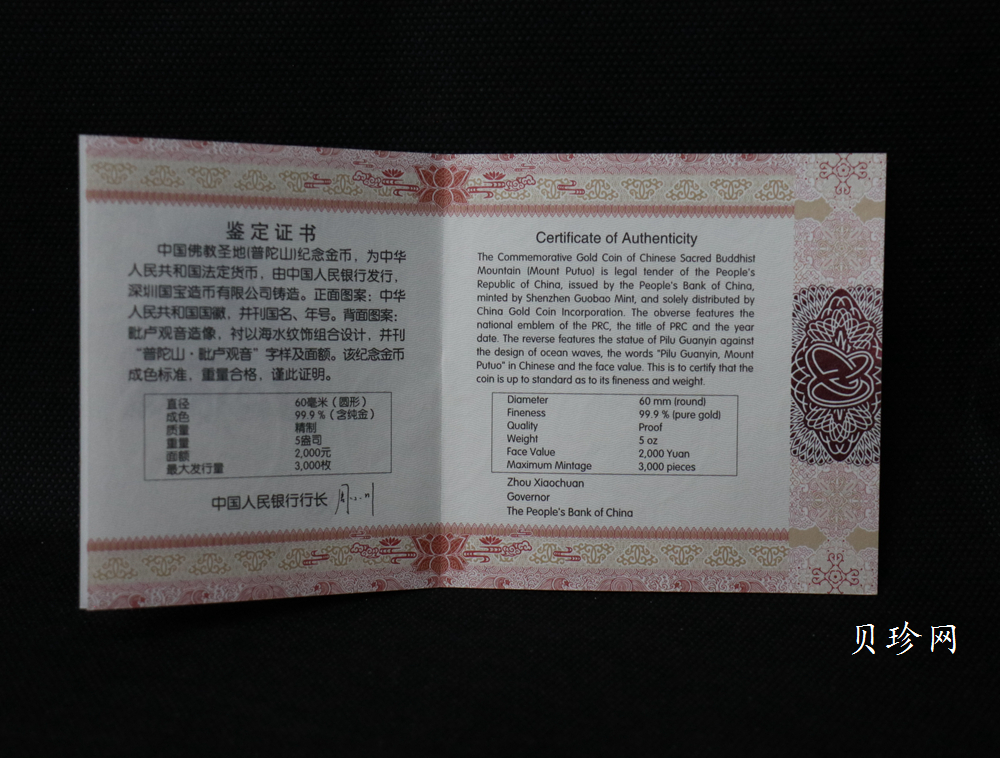 鉴定证书
中国佛教圣地(普陀山)纪念金币，为中华
人民共和国法定货币，由中国人民银行发行，
深圳国宝造币有限公司铸造。正面图案：中华
人民共和国国徽，并刊国名、年号。背面图案：
毗卢观音造像，衬以海水纹饰组合设计，并刊
“普陀山·毗卢观音”字样及面额。该纪念金币
成色标准，重量合格，谨此证明。
直径 60毫米（圆形）
成色 99.9%（含纯金）
质量 精制
重量 5盎司
面额 2,000元
最大发行量 3,000枚
中国人民银行行长
Certificate of Authenticity
The Commemorative Gold Coin of Chinese Sacred Buddhist
Mountain (Mount Putuo) is legal tender of the People's
Republic of China, issued by the People's Bank of China,
minted by Shenzhen Guobao Mint, and solely distributed by
China Gold Coin Incorporation. The obverse features the
national emblem of the PRC, the title of PRC and the year
date. The reverse features the statue of Pilu Guanyin against
the design of ocean waves, the words "Pilu Guanyin, Mount
Putuo" in Chinese and the face value. This is to certify that the
coin is up to standard as to its fineness and weight.
Diameter 60 mm (round)
Fineness 99.9 % (pure gold)
Quality Proof
Weight 5 oz
Face Value 2,000 Yuan
Maximum Mintage 3,000 pieces
Zhou Xiaochuan
Governor
The People's Bank of China
贝珍网